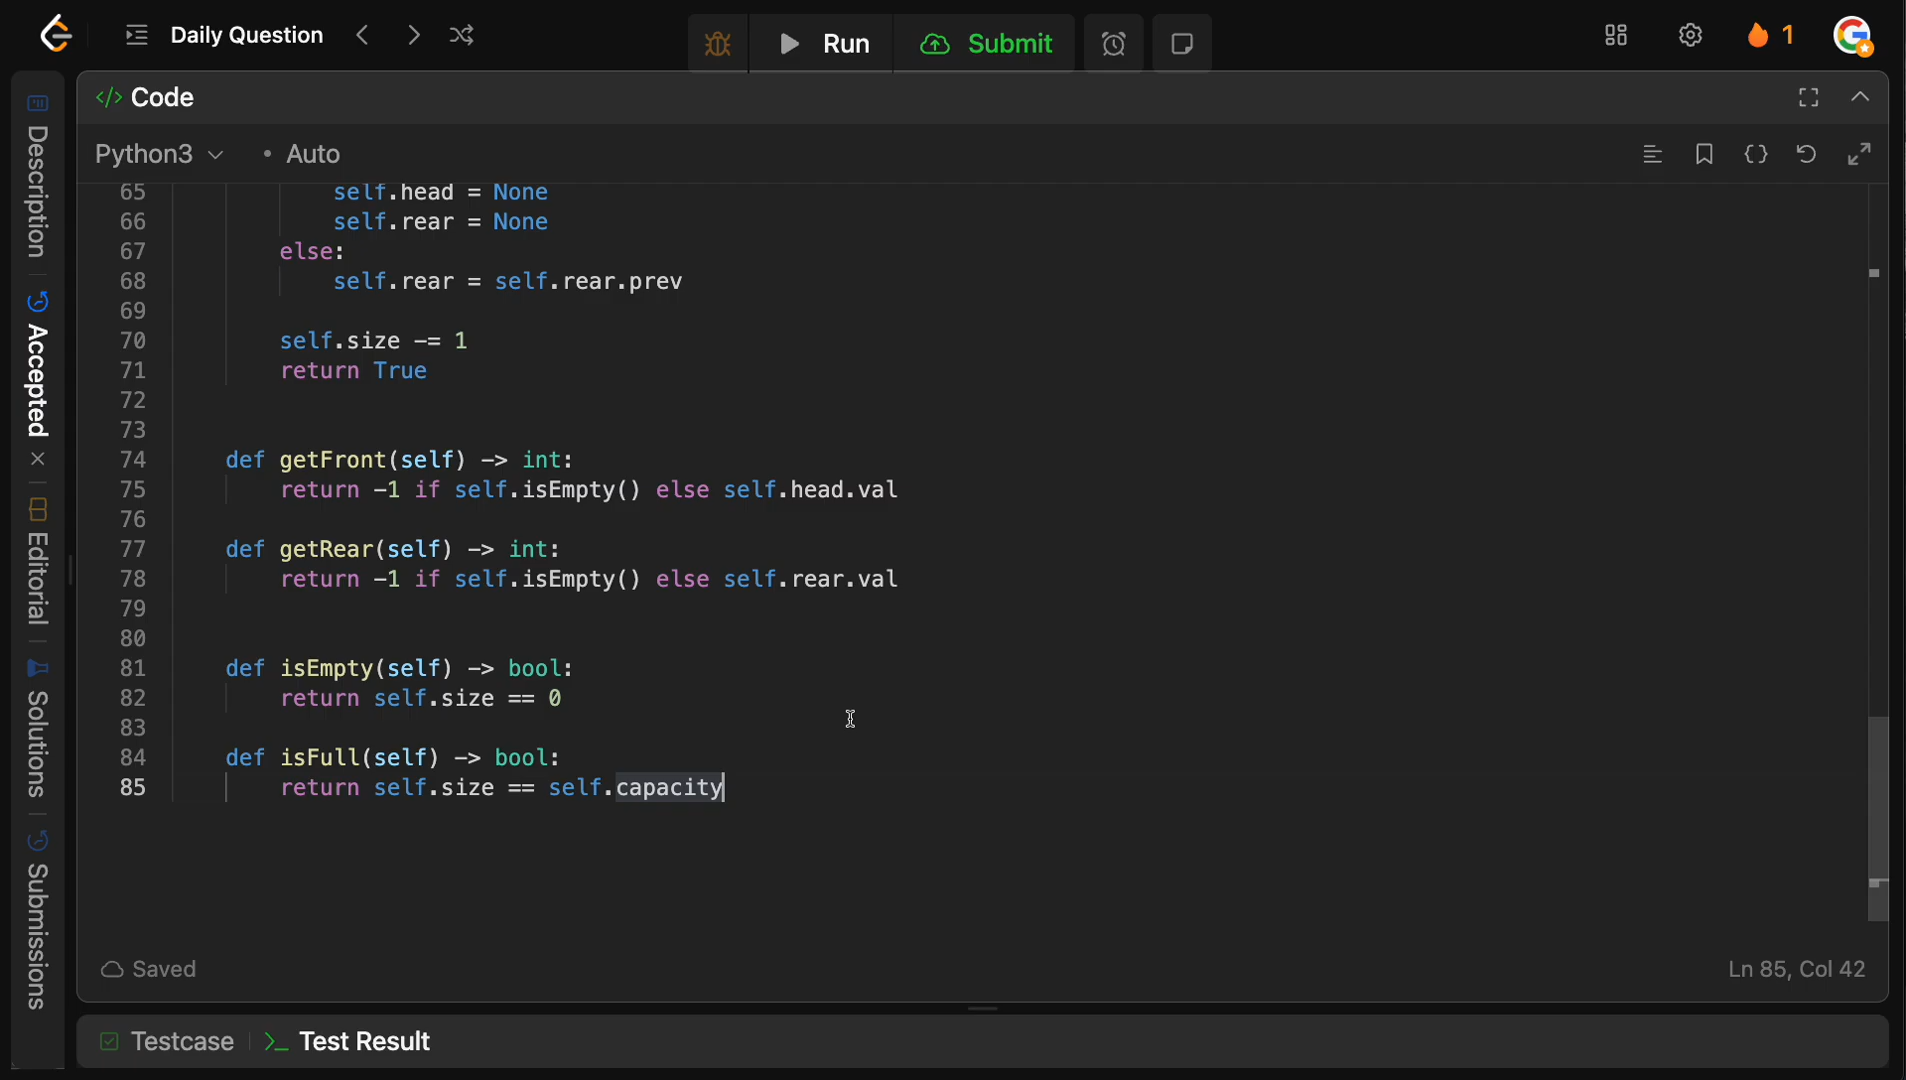 Daily Question
Run
Submit
1
Code
Python3
Auto
65 self.head = None
66 self.rear = None
67 else:
68 self.rear = self.rear.prev
69
70 self.size -= 1
71 return True
72
73
74 def getFront(self) -> int:
75 return -1 if self.isEmpty() else self.head.val
76
77 def getRear(self) -> int:
78 return -1 if self.isEmpty() else self.rear.val
79
80
81 def isEmpty(self) -> bool:
82 return self.size == 0
83
84 def isFull(self) -> bool:
85 return self.size == self.capacity
Saved
Ln 85, Col 42
Testcase
Test Result
Description
Accepted
Editorial
Solutions
Submissions